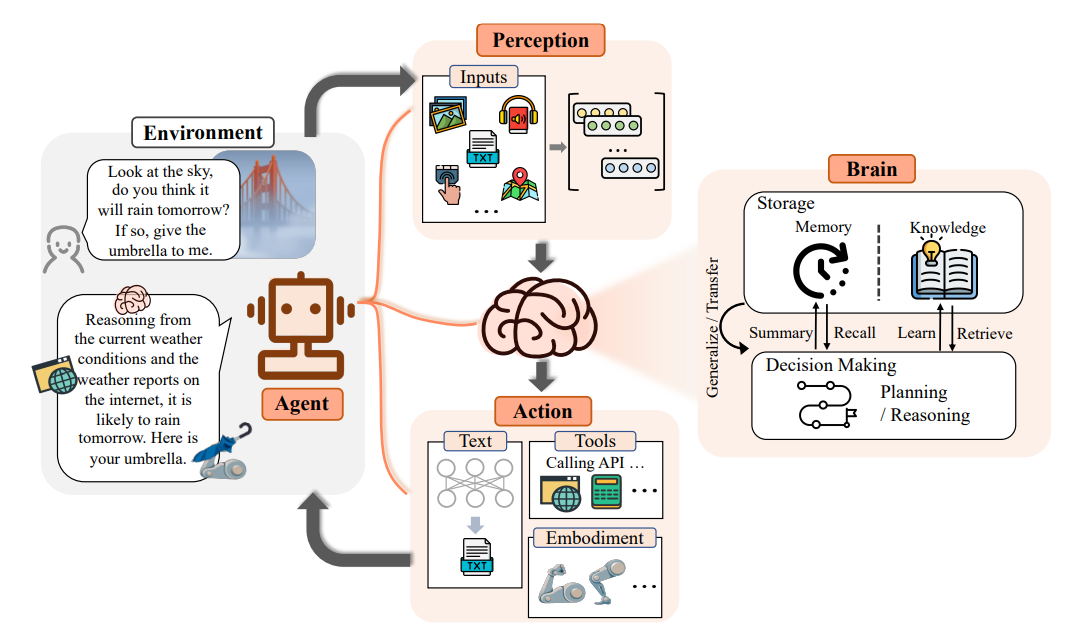 Perception
Inputs
TXT
...
...
Environment
Look at the sky,
do you think it
will rain tomorrow?
If so, give the
umbrella to me.
Reasoning from
the current weather
conditions and the
weather reports on
the internet, it is
likely to rain
tomorrow. Here is
your umbrella.
Agent
Brain
Storage
Memory
Knowledge
Generalize / Transfer
Summary
Recall
Learn
Retrieve
Decision Making
Planning
/ Reasoning
Action
Text
TXT
Tools
Calling API ...
...
Embodiment
...